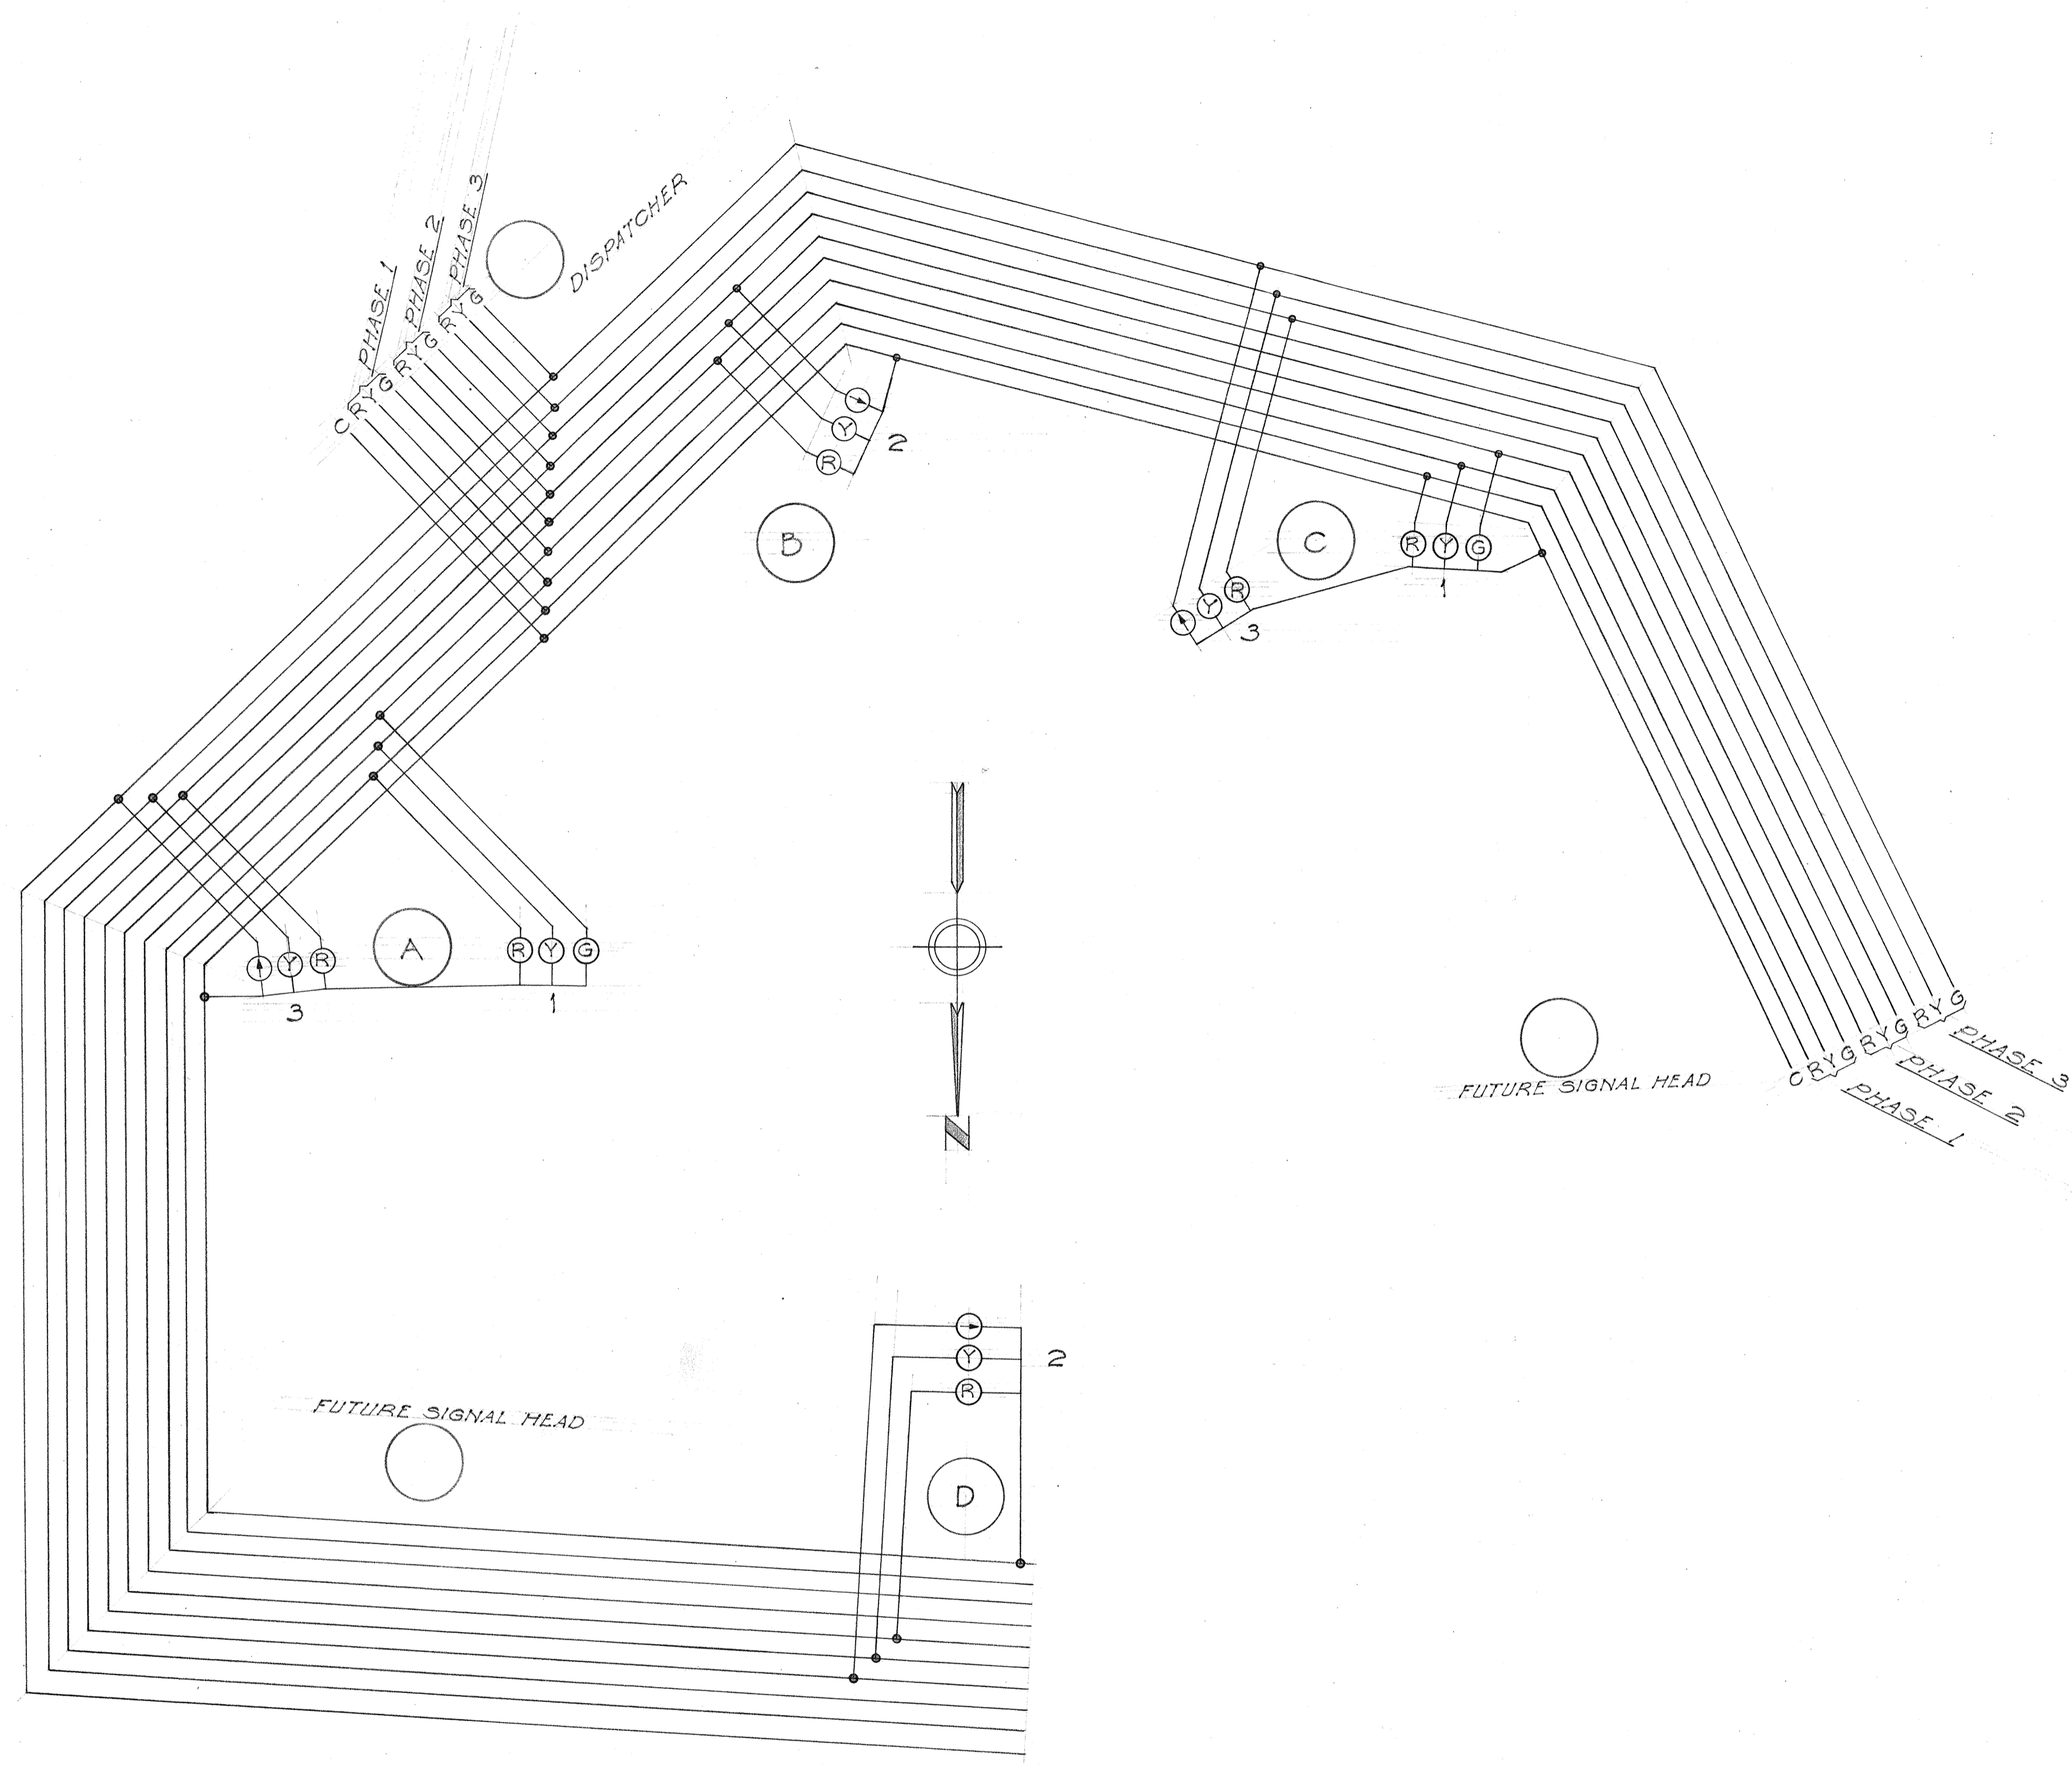 PHASE 1
PHASE 2
PHASE 3
C R Y G R Y G R Y G
DISPATCHER
Y
R
2
B
C
R Y G
1
Y R
3
A
Y R
3
R Y G
1
N
FUTURE SIGNAL HEAD
C R Y G R Y G R Y G
PHASE 3
PHASE 2
PHASE 1
Y
R
2
D
FUTURE SIGNAL HEAD